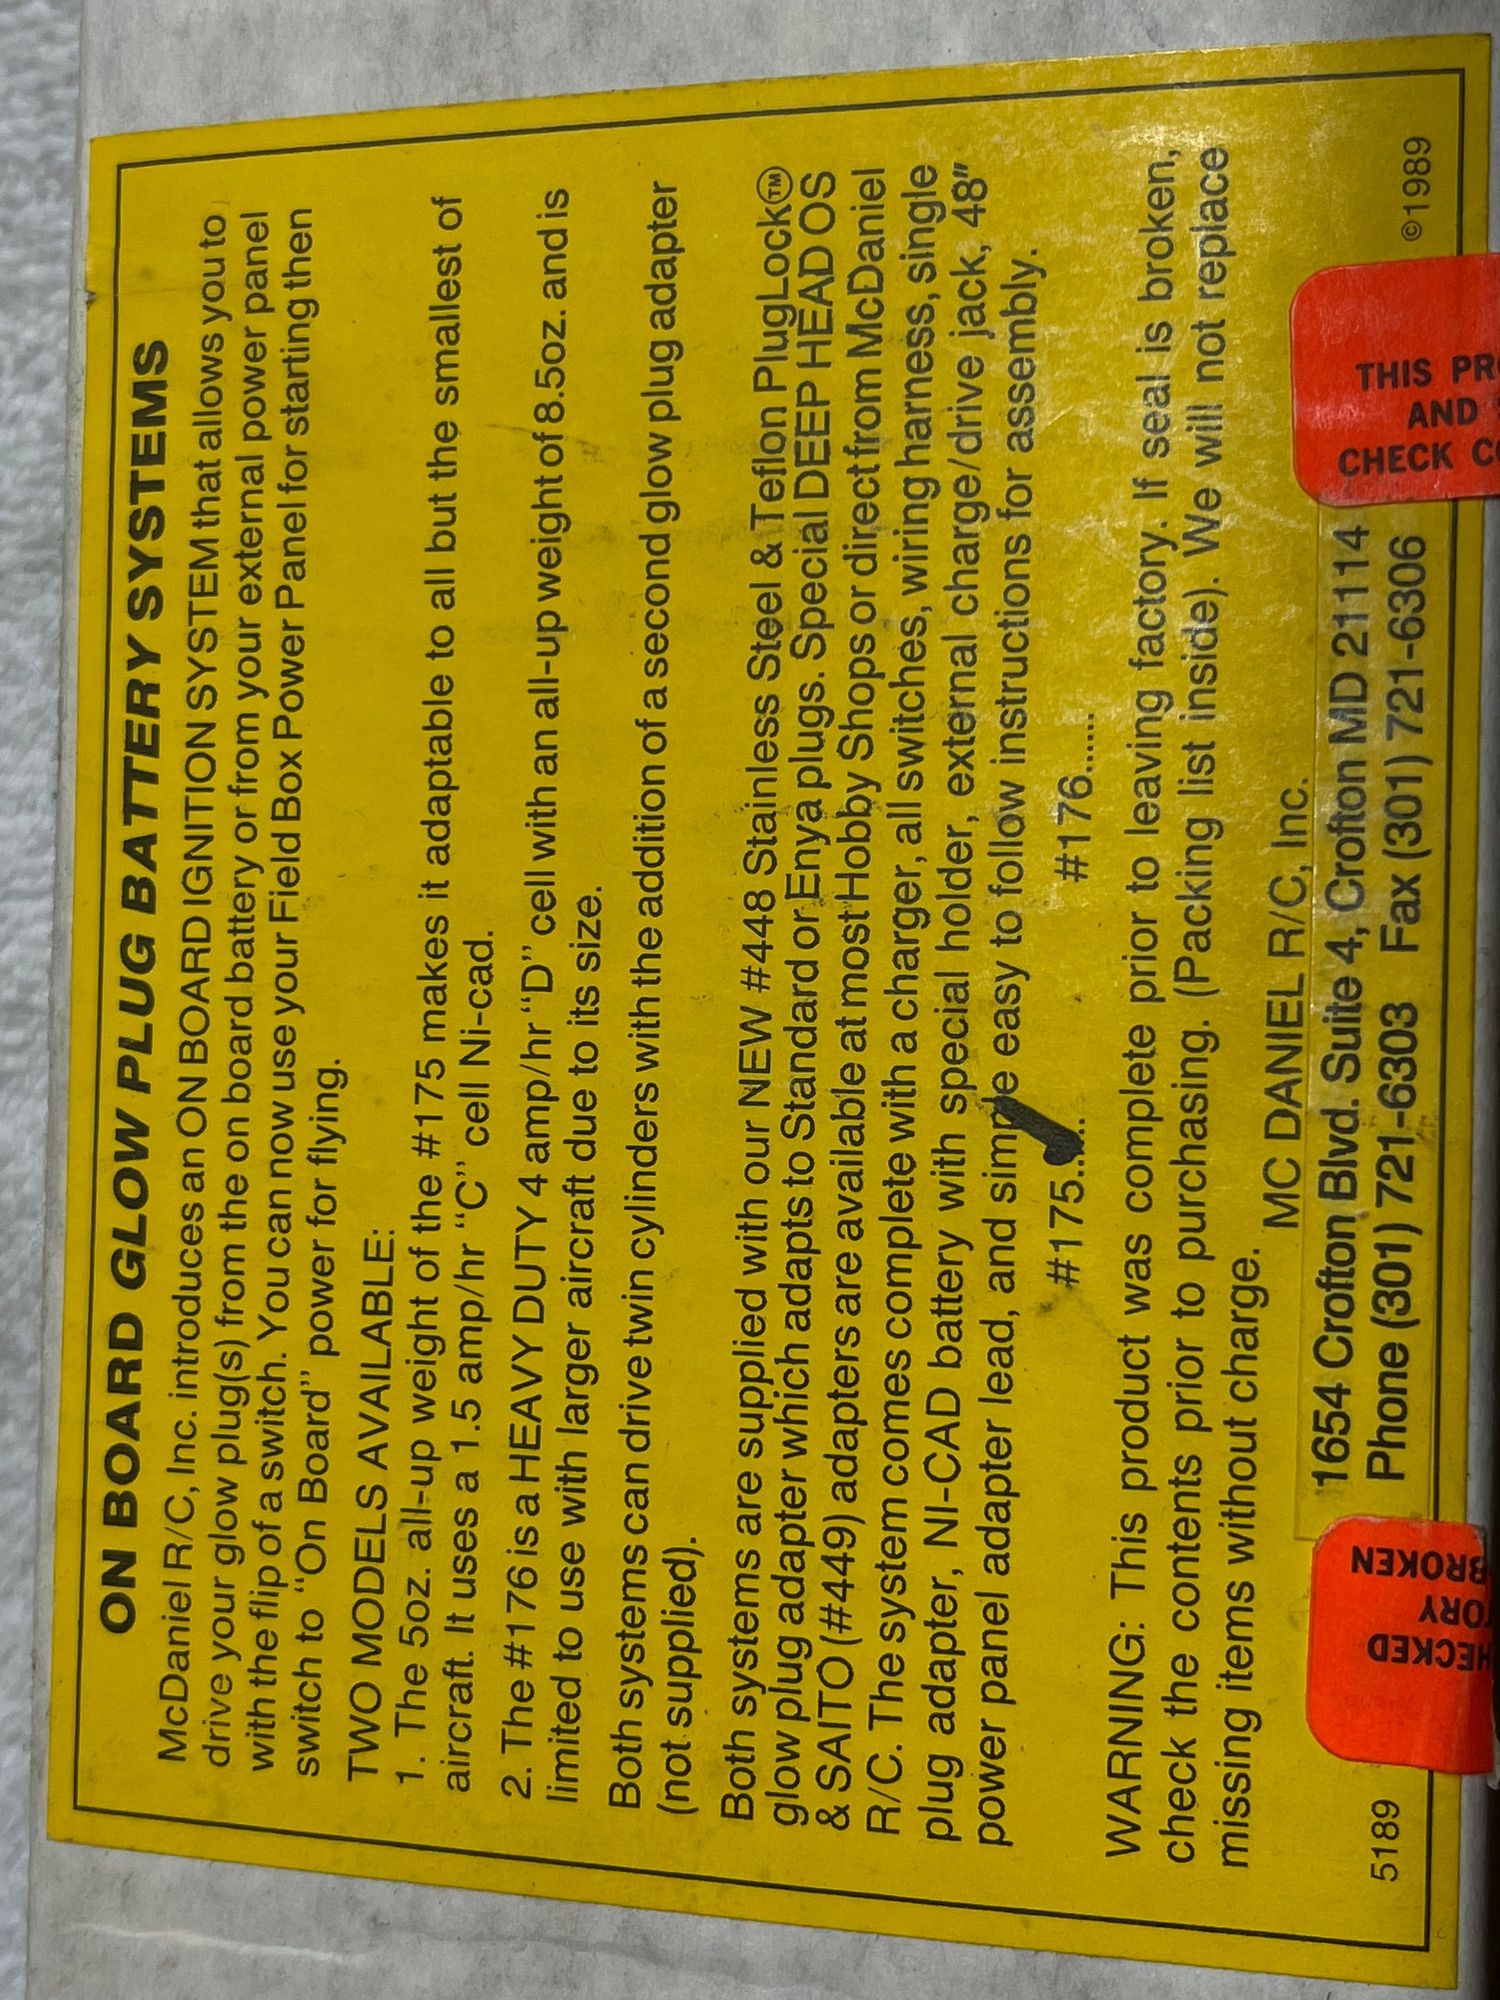 ON BOARD GLOW PLUG BATTERY SYSTEMS
McDaniel R/C, Inc. introduces an ON BOARD IGNITION SYSTEM that allows you to
drive your glow plug(s) from the on board battery or from your external power panel
with the flip of a switch. You can now use your Field Box Power Panel for starting then
switch to "On Board" power for flying.
TWO MODELS AVAILABLE:
1. The 5oz. all-up weight of the #175 makes it adaptable to all but the smallest of
aircraft. It uses a 1.5 amp/hr "C" cell Ni-cad.
2. The #176 is a HEAVY DUTY 4 amp/hr "D" cell with an all-up weight of 8.5oz. and is
limited to use with larger aircraft due to its size.
Both systems can drive twin cylinders with the addition of a second glow plug adapter
(not supplied).
Both systems are supplied with our NEW #448 Stainless Steel & Teflon PlugLock™
glow plug adapter which adapts to Standard or Enya plugs. Special DEEP HEAD OS
& SAITO (#449) adapters are available at most Hobby Shops or direct from McDaniel
R/C. The system comes complete with a charger, all switches, wiring harness, single
plug adapter, NI-CAD battery with special holder, external charge/drive jack, 48"
power panel adapter lead, and simple easy to follow instructions for assembly.
#175..... #176......
WARNING: This product was complete prior to leaving factory. If seal is broken,
check the contents prior to purchasing. (Packing list inside). We will not replace
missing items without charge.
MC DANIEL R/C, Inc.
1654 Crofton Blvd. Suite 4, Crofton MD 21114
Phone (301) 721-6303 Fax (301) 721-6306
5189
©1989
THIS PR
AND
CHECK CO
HECKED
TORY
BROKEN